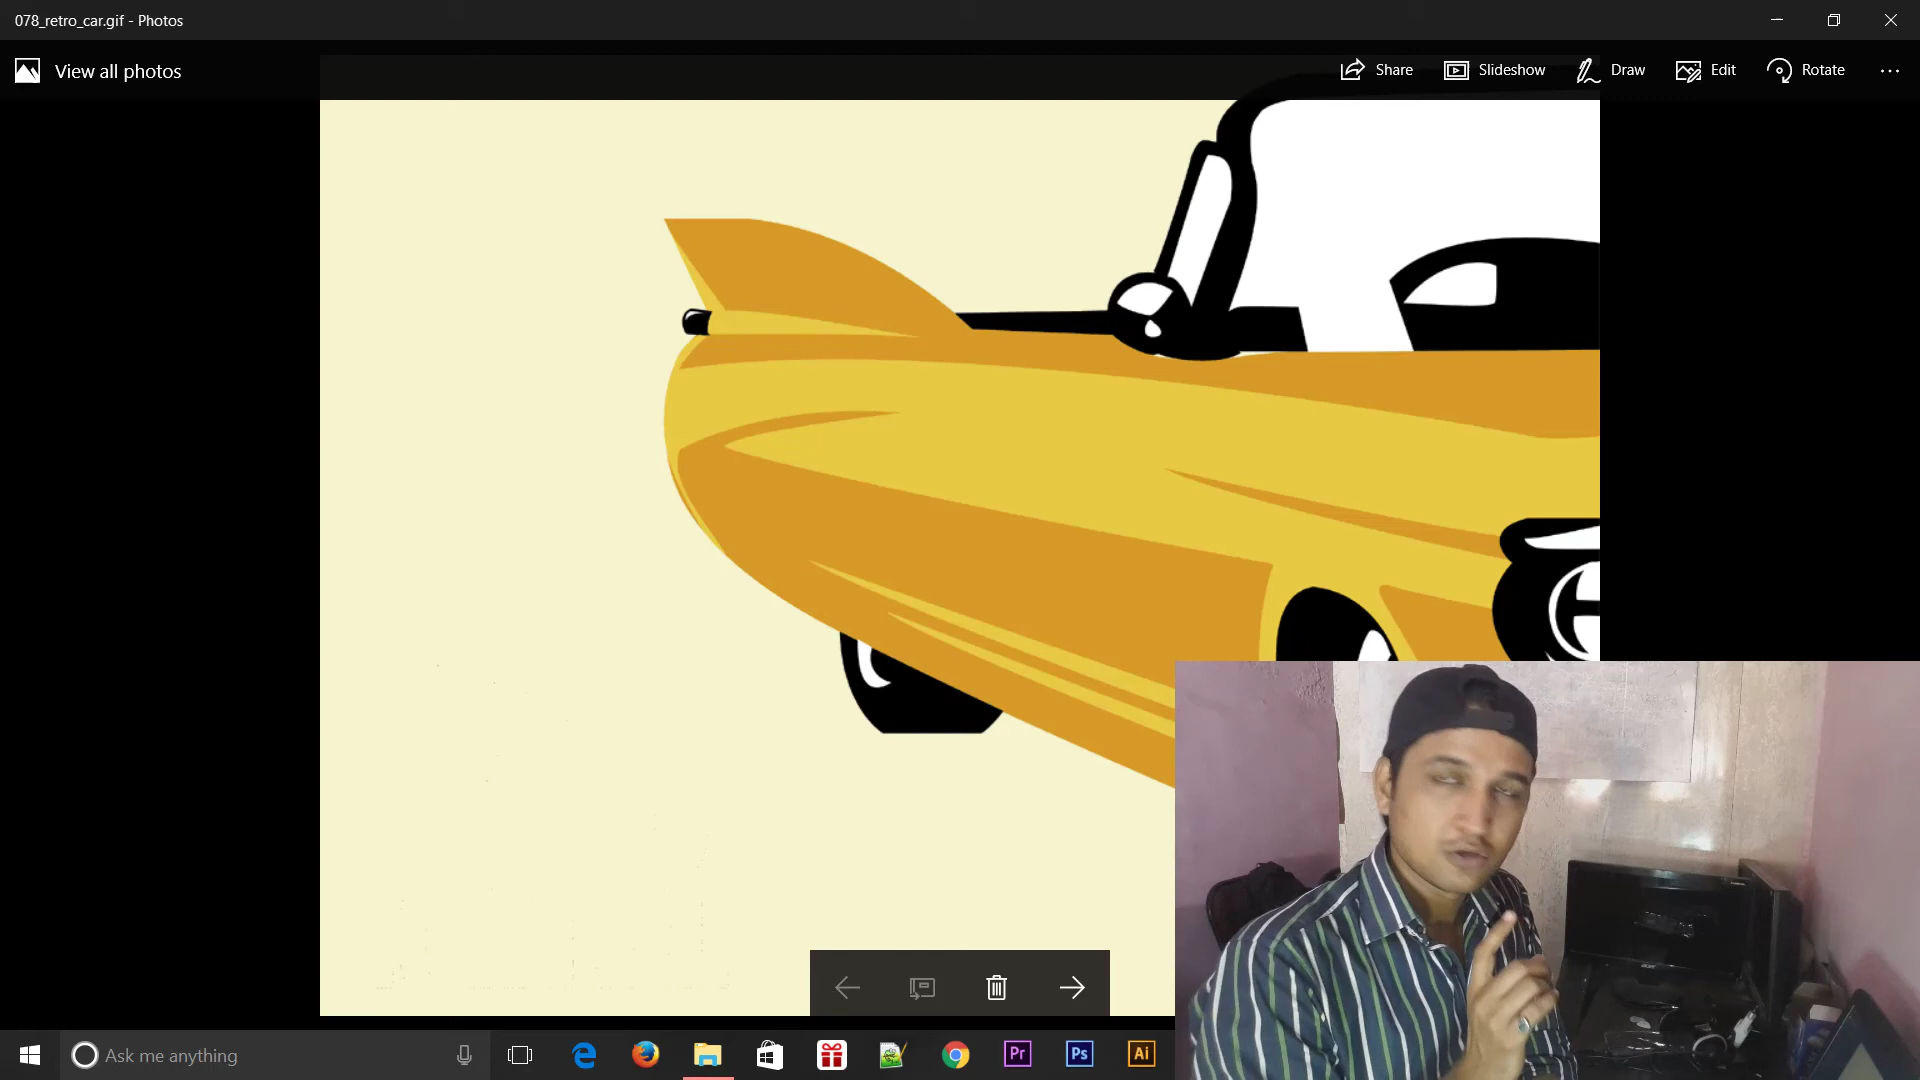 078_retro_car.gif - Photos
View all photos
Share
Slideshow
Draw
Edit
Rotate
Ask me anything
Pr
Ps
Ai